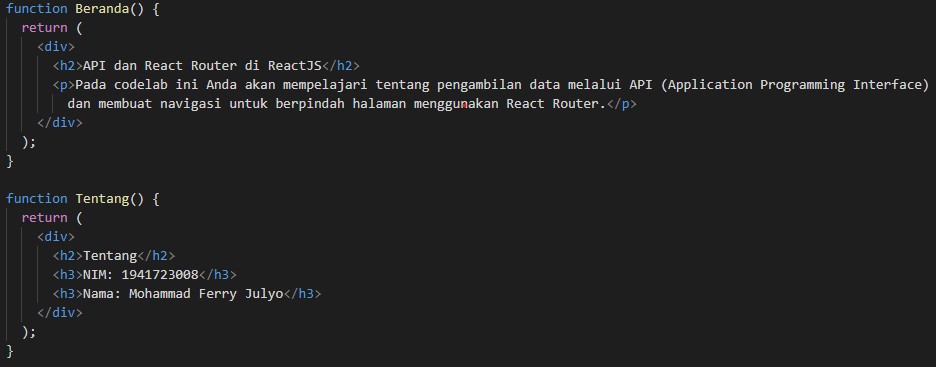 function Beranda() {
  return (
    <div>
      <h2>API dan React Router di ReactJS</h2>
      <p>Pada codelab ini Anda akan mempelajari tentang pengambilan data melalui API (Application Programming Interface)
        dan membuat navigasi untuk berpindah halaman menggunakan React Router.</p>
    </div>
  );
}

function Tentang() {
  return (
    <div>
      <h2>Tentang</h2>
      <h3>NIM: 1941723008</h3>
      <h3>Nama: Mohammad Ferry Julyo</h3>
    </div>
  );
}